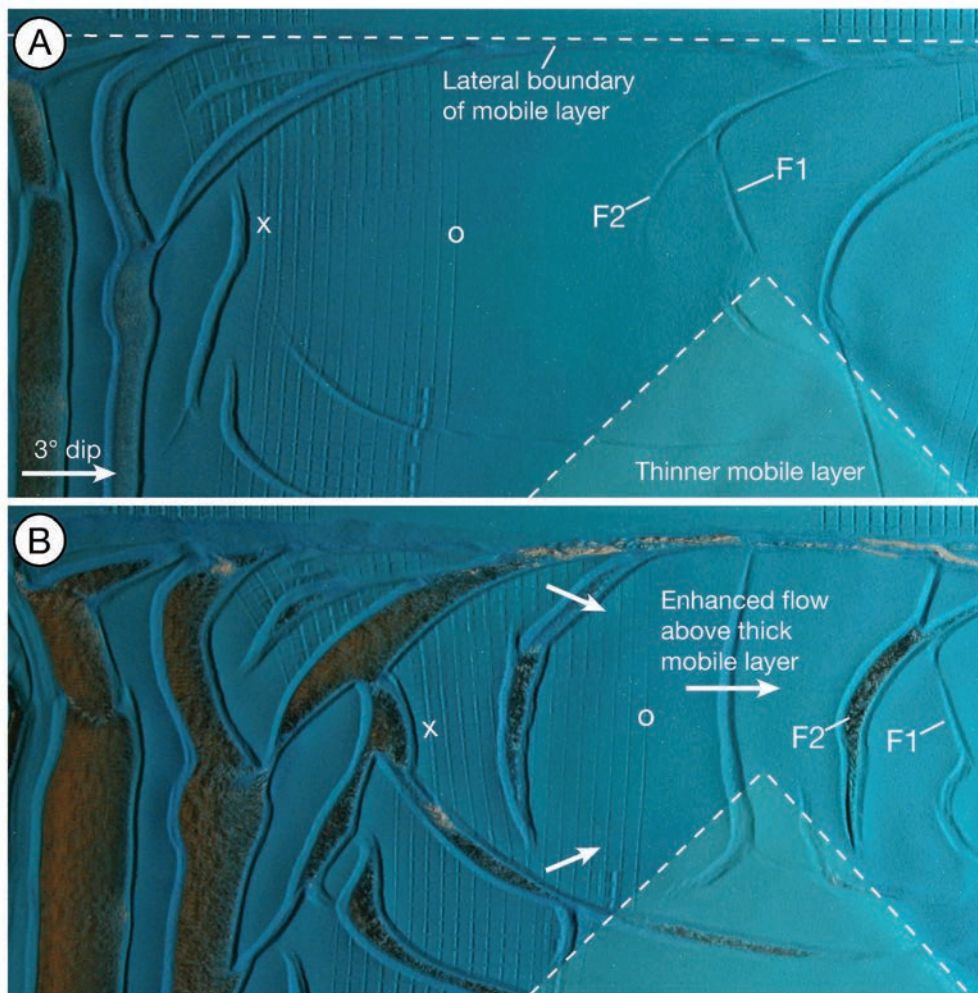 A
Lateral boundary
of mobile layer
F1
F2
X
O
3° dip
Thinner mobile layer
B
Enhanced flow
above thick
mobile layer
X
O
F2
F1